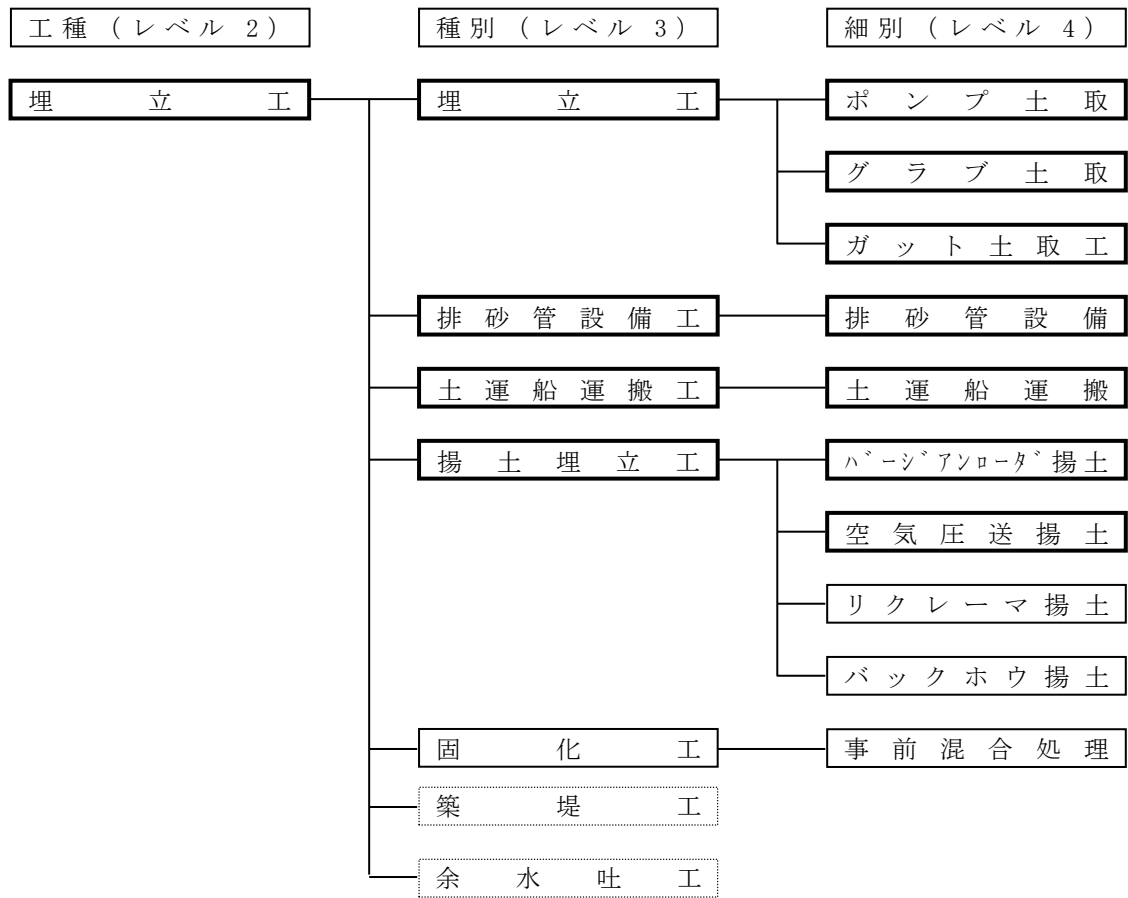 工種（レベル 2） 種別（レベル 3） 細別（レベル 4）
埋立工 埋立工 ポンプ土取
グラブ土取
ガット土取工
排砂管設備工 排砂管設備
土運船運搬工 土運船運搬
揚土埋立工 ﾊﾞｰｼﾞｱﾝﾛｰﾀﾞ揚土
空気圧送揚土
リクレーマ揚土
バックホウ揚土
固化工 事前混合処理
築堤工
余水吐工